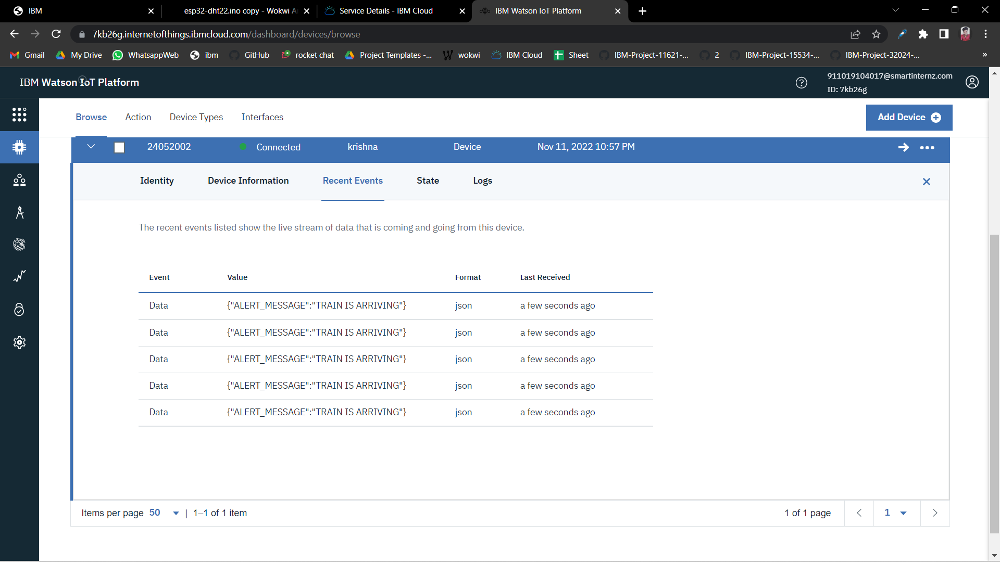 IBM
esp32-dht22.ino copy - Wokwi A
Service Details - IBM Cloud
IBM Watson IoT Platform
7kb26g.internetofthings.ibmcloud.com/dashboard/devices/browse
Gmail My Drive WhatsappWeb ibm GitHub rocket chat Project Templates -... wokwi IBM Cloud Sheet IBM-Project-11621-... 2 IBM-Project-15534-... IBM-Project-32024-... »
IBM Watson IoT Platform
911019104017@smartinternz.com
ID: 7kb26g
Browse Action Device Types Interfaces Add Device
24052002 Connected krishna Device Nov 11, 2022 10:57 PM
Identity Device Information Recent Events State Logs
The recent events listed show the live stream of data that is coming and going from this device.
Event Value Format Last Received
Data {"ALERT_MESSAGE":"TRAIN IS ARRIVING"} json a few seconds ago
Data {"ALERT_MESSAGE":"TRAIN IS ARRIVING"} json a few seconds ago
Data {"ALERT_MESSAGE":"TRAIN IS ARRIVING"} json a few seconds ago
Data {"ALERT_MESSAGE":"TRAIN IS ARRIVING"} json a few seconds ago
Data {"ALERT_MESSAGE":"TRAIN IS ARRIVING"} json a few seconds ago
Items per page 50 | 1–1 of 1 item 1 of 1 page 1